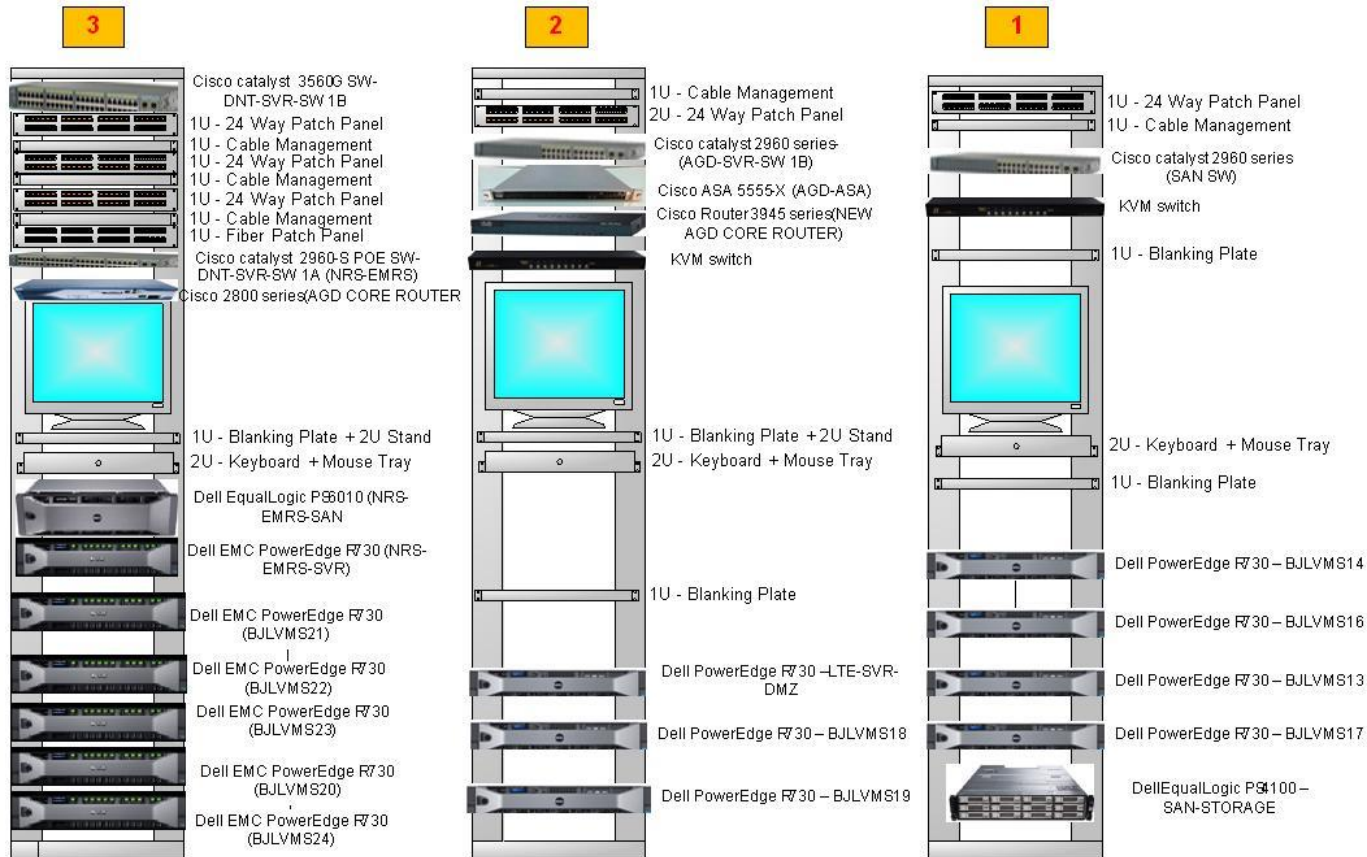 3
Cisco catalyst 3560G SW-
DNT-SVR-SW 1B
1U - 24 Way Patch Panel
1U - Cable Management
1U - 24 Way Patch Panel
1U - Cable Management
1U - 24 Way Patch Panel
1U - Cable Management
1U - Fiber Patch Panel
Cisco catalyst 2960-S POE SW-
DNT-SVR-SW 1A (NRS-EMRS)
Cisco 2800 series(AGD CORE ROUTER
1U - Blanking Plate + 2U Stand
2U - Keyboard + Mouse Tray
Dell EqualLogic PS6010 (NRS-
EMRS-SAN
Dell EMC PowerEdge R730 (NRS-
EMRS-SVR)
Dell EMC PowerEdge R730
(BJLVMS21)
Dell EMC PowerEdge R730
(BJLVMS22)
Dell EMC PowerEdge R730
(BJLVMS23)
Dell EMC PowerEdge R730
(BJLVMS20)
Dell EMC PowerEdge R730
(BJLVMS24)
2
1U - Cable Management
2U - 24 Way Patch Panel
Cisco catalyst 2960 series-
(AGD-SVR-SW 1B)
Cisco ASA 5555-X (AGD-ASA)
Cisco Router 3945 series(NEW
AGD CORE ROUTER)
KVM switch
1U - Blanking Plate + 2U Stand
2U - Keyboard + Mouse Tray
1U - Blanking Plate
Dell PowerEdge R730 –LTE-SVR-
DMZ
Dell PowerEdge R730 – BJLVMS18
Dell PowerEdge R730 – BJLVMS19
1
1U - 24 Way Patch Panel
1U - Cable Management
Cisco catalyst 2960 series
(SAN SW)
KVM switch
1U - Blanking Plate
2U - Keyboard + Mouse Tray
1U - Blanking Plate
Dell PowerEdge R730 – BJLVMS14
Dell PowerEdge R730 – BJLVMS16
Dell PowerEdge R730 – BJLVMS13
Dell PowerEdge R730 – BJLVMS17
DellEqualLogic PS4100 –
SAN-STORAGE